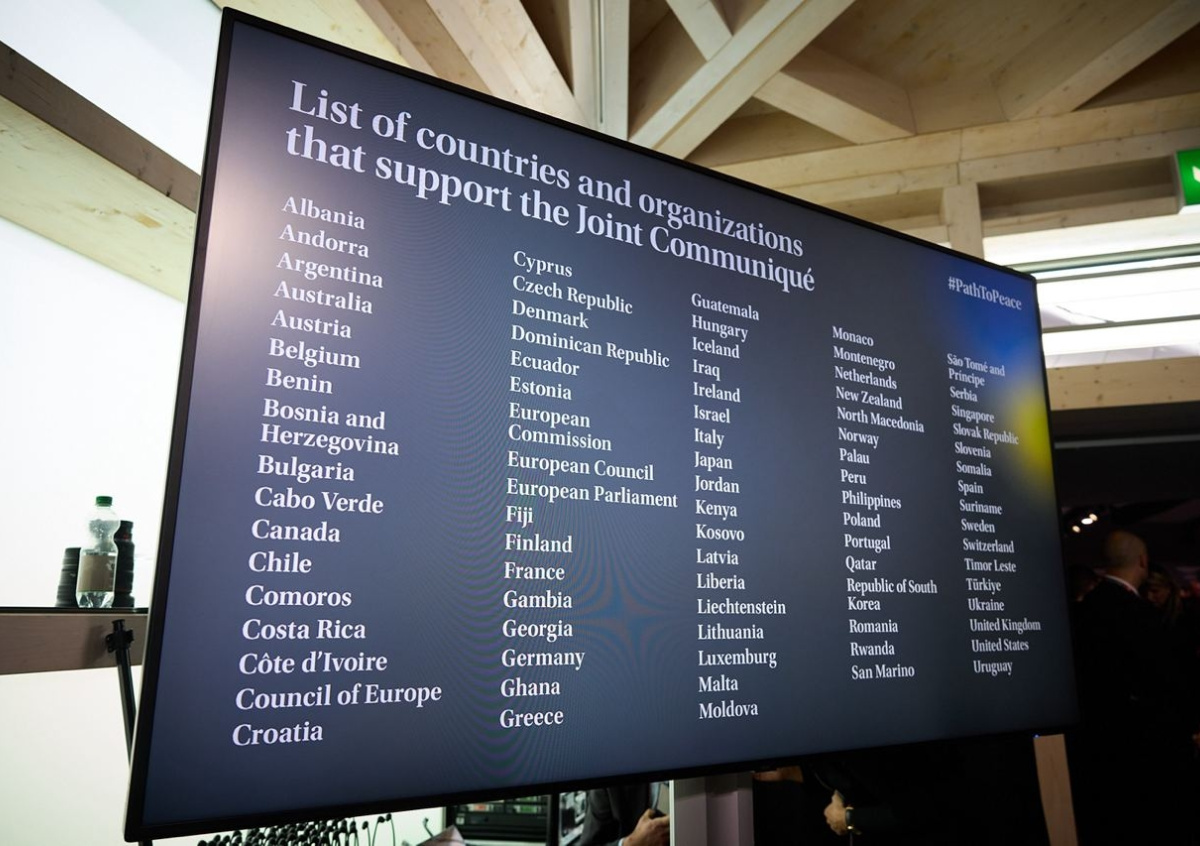 List of countries and organizations
that support the Joint Communiqué
#PathToPeace
Albania
Andorra
Argentina
Australia
Austria
Belgium
Benin
Bosnia and
Herzegovina
Bulgaria
Cabo Verde
Canada
Chile
Comoros
Costa Rica
Côte d'Ivoire
Council of Europe
Croatia
Cyprus
Czech Republic
Denmark
Dominican Republic
Ecuador
Estonia
European
Commission
European Council
European Parliament
Fiji
Finland
France
Gambia
Georgia
Germany
Ghana
Greece
Guatemala
Hungary
Iceland
Iraq
Ireland
Israel
Italy
Japan
Jordan
Kenya
Kosovo
Latvia
Liberia
Liechtenstein
Lithuania
Luxemburg
Malta
Moldova
Monaco
Montenegro
Netherlands
New Zealand
North Macedonia
Norway
Palau
Peru
Philippines
Poland
Portugal
Qatar
Republic of South
Korea
Romania
Rwanda
San Marino
São Tomé and
Príncipe
Serbia
Singapore
Slovak Republic
Slovenia
Somalia
Spain
Suriname
Sweden
Switzerland
Timor Leste
Türkiye
Ukraine
United Kingdom
United States
Uruguay